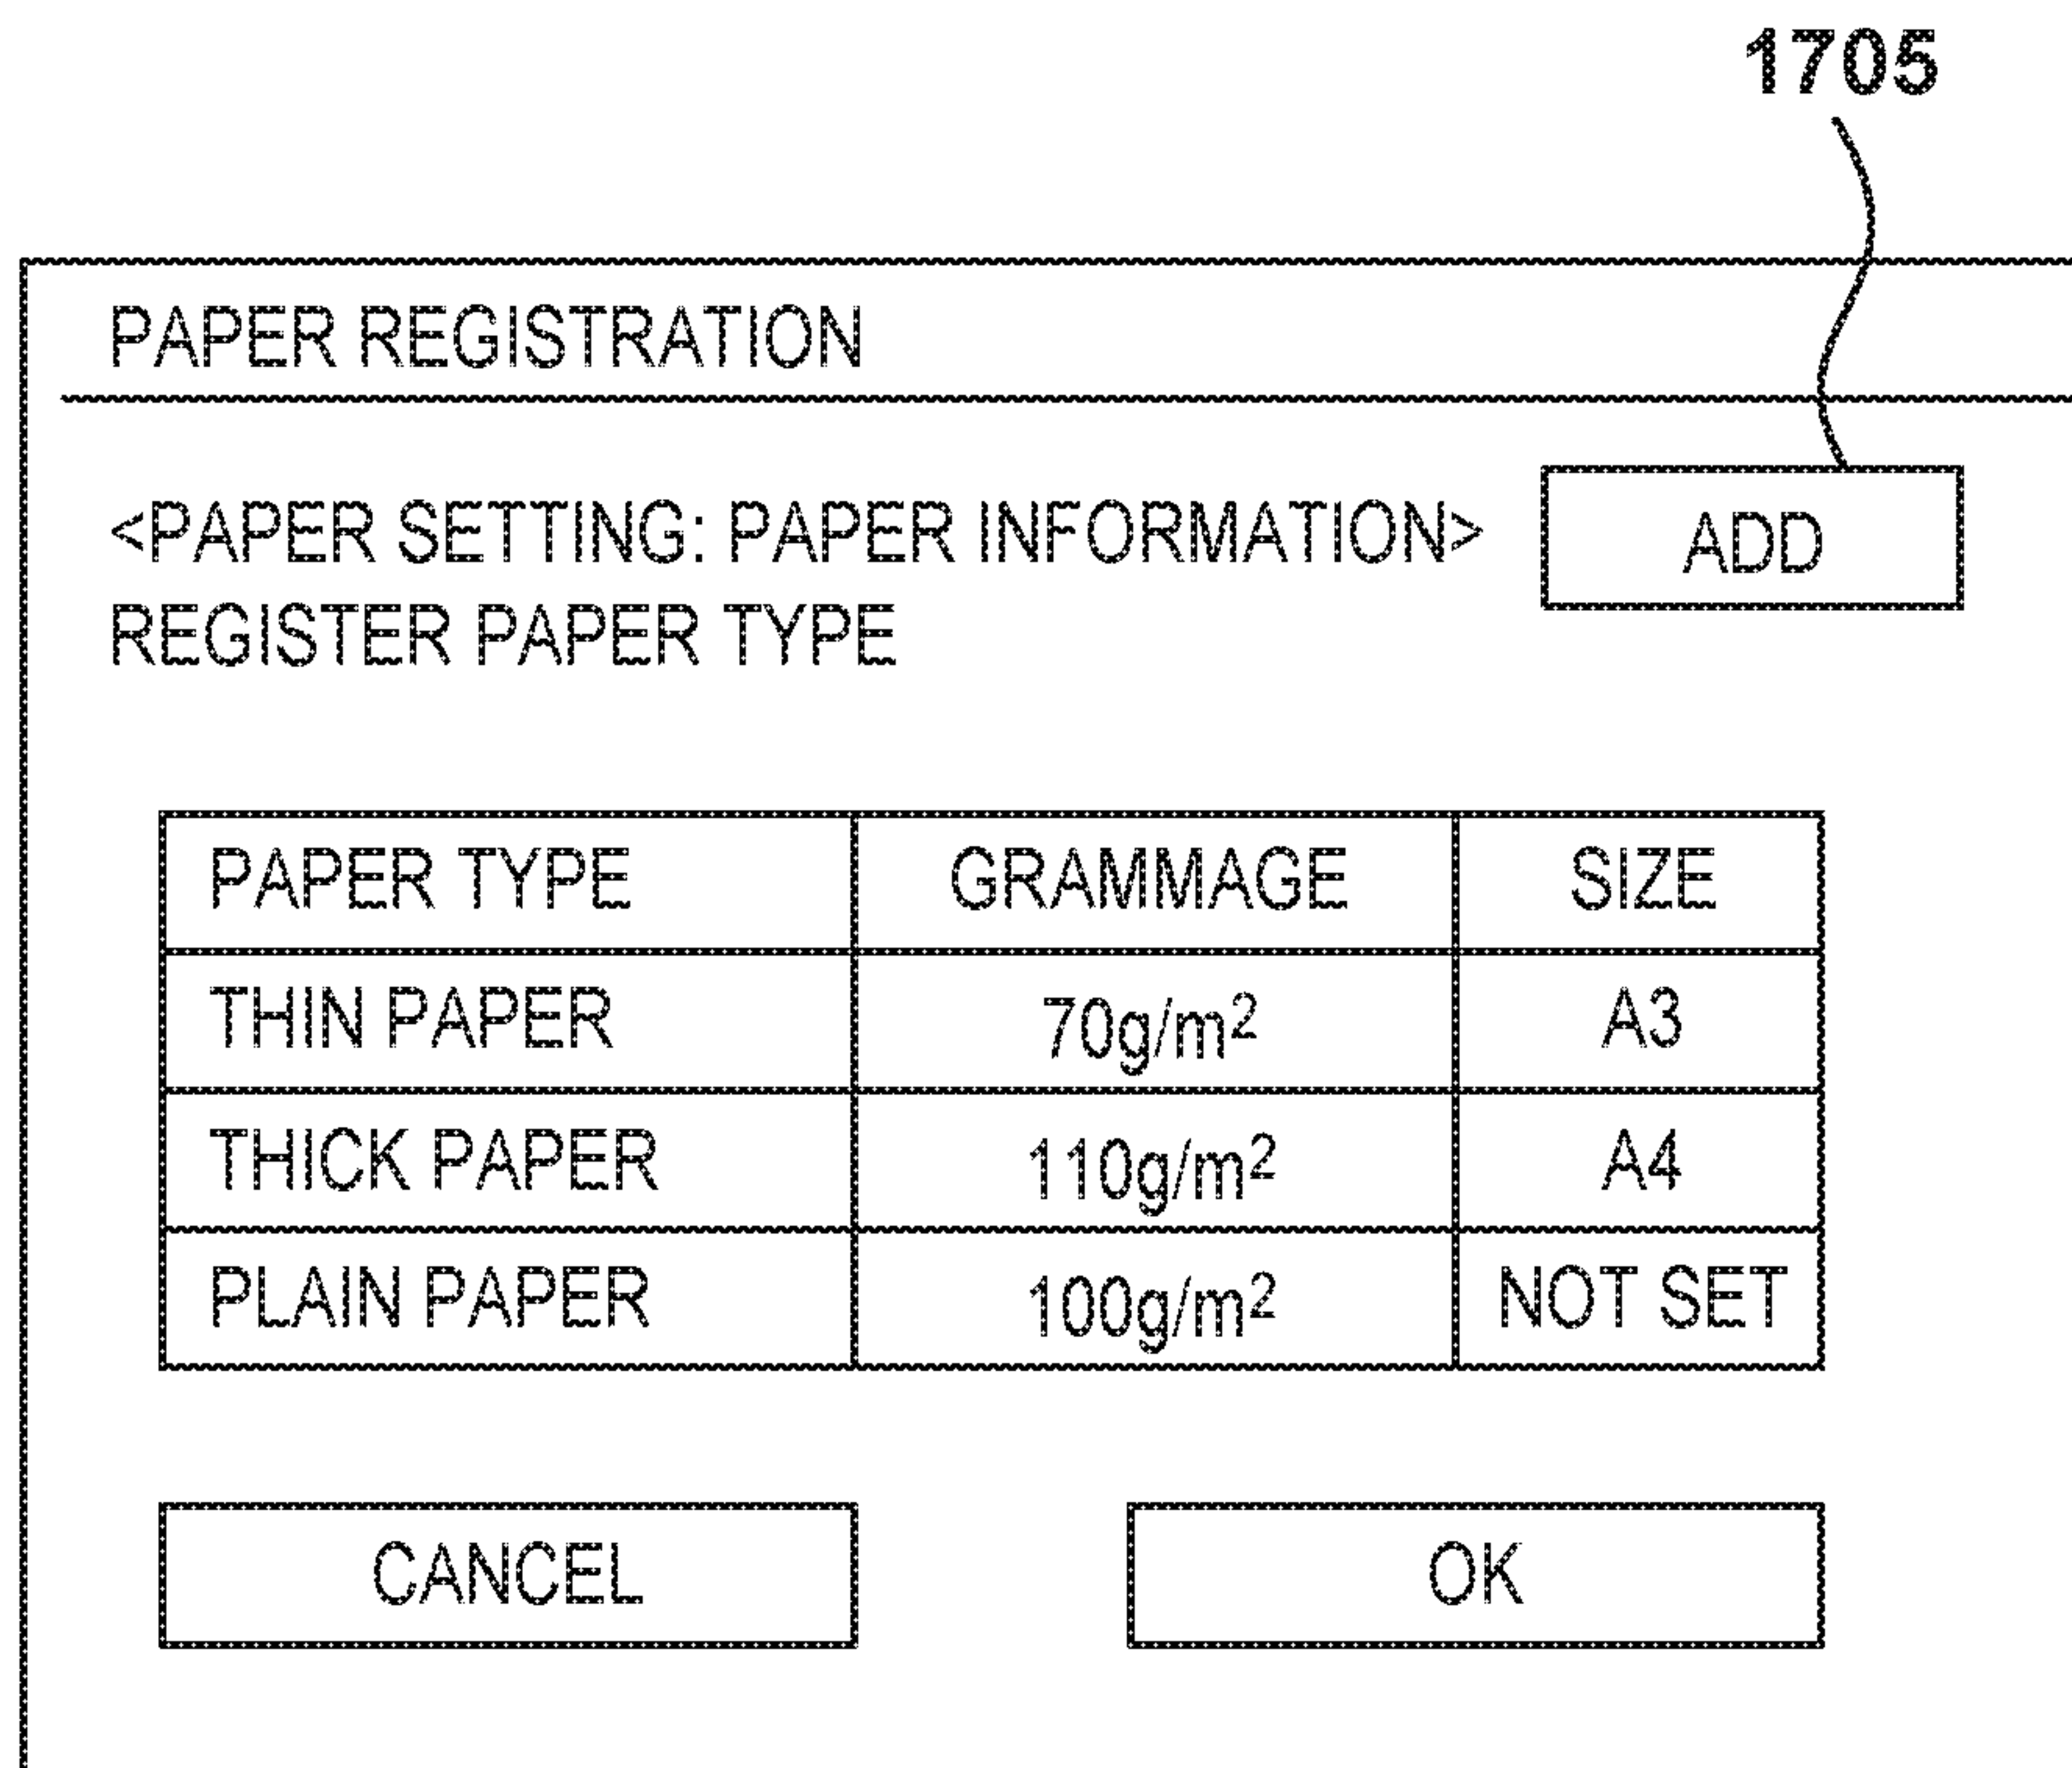 1705
PAPER REGISTRATION
<PAPER SETTING: PAPER INFORMATION> ADD
REGISTER PAPER TYPE
PAPER TYPE GRAMMAGE SIZE
THIN PAPER 70g/m² A3
THICK PAPER 110g/m² A4
PLAIN PAPER 100g/m² NOT SET
CANCEL OK